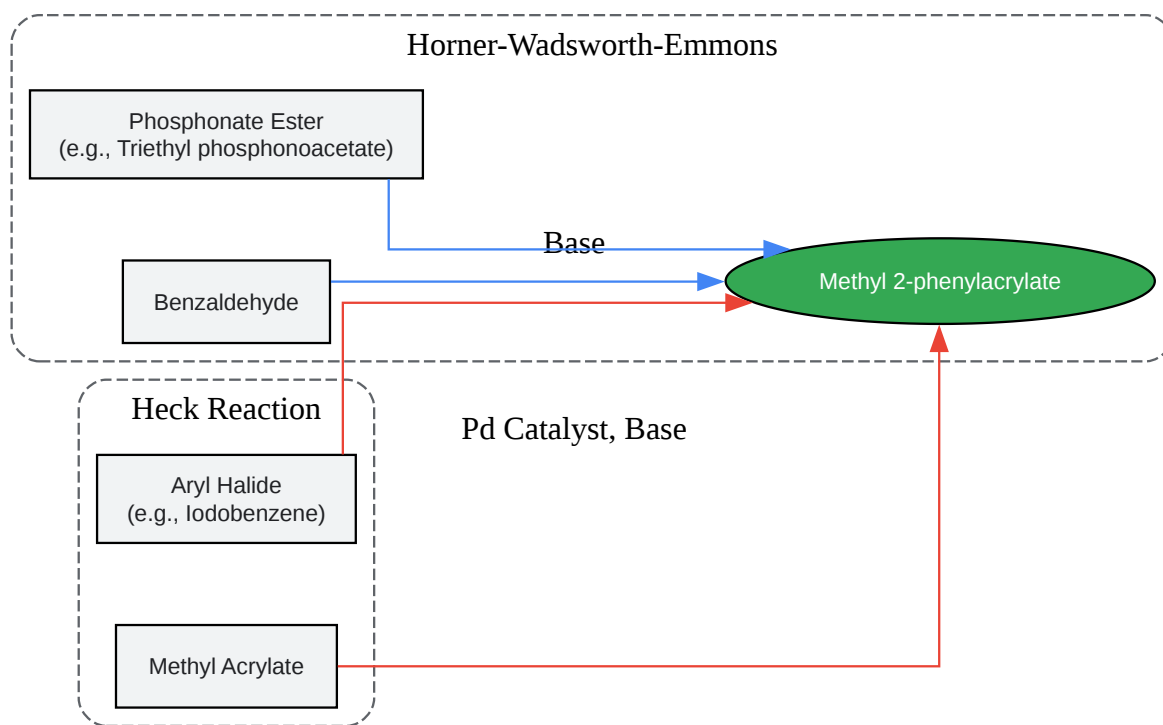 Horner-Wadsworth-Emmons
Phosphonate Ester
(e.g., Triethyl phosphonoacetate)
Base
Benzaldehyde
Methyl 2-phenylacrylate
Heck Reaction
Pd Catalyst, Base
Aryl Halide
(e.g., Iodobenzene)
Methyl Acrylate